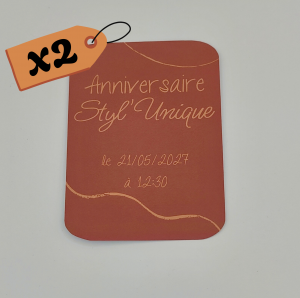 x2
Anniversaire
Styl'Unique
le 21/05/2027
à 12:30